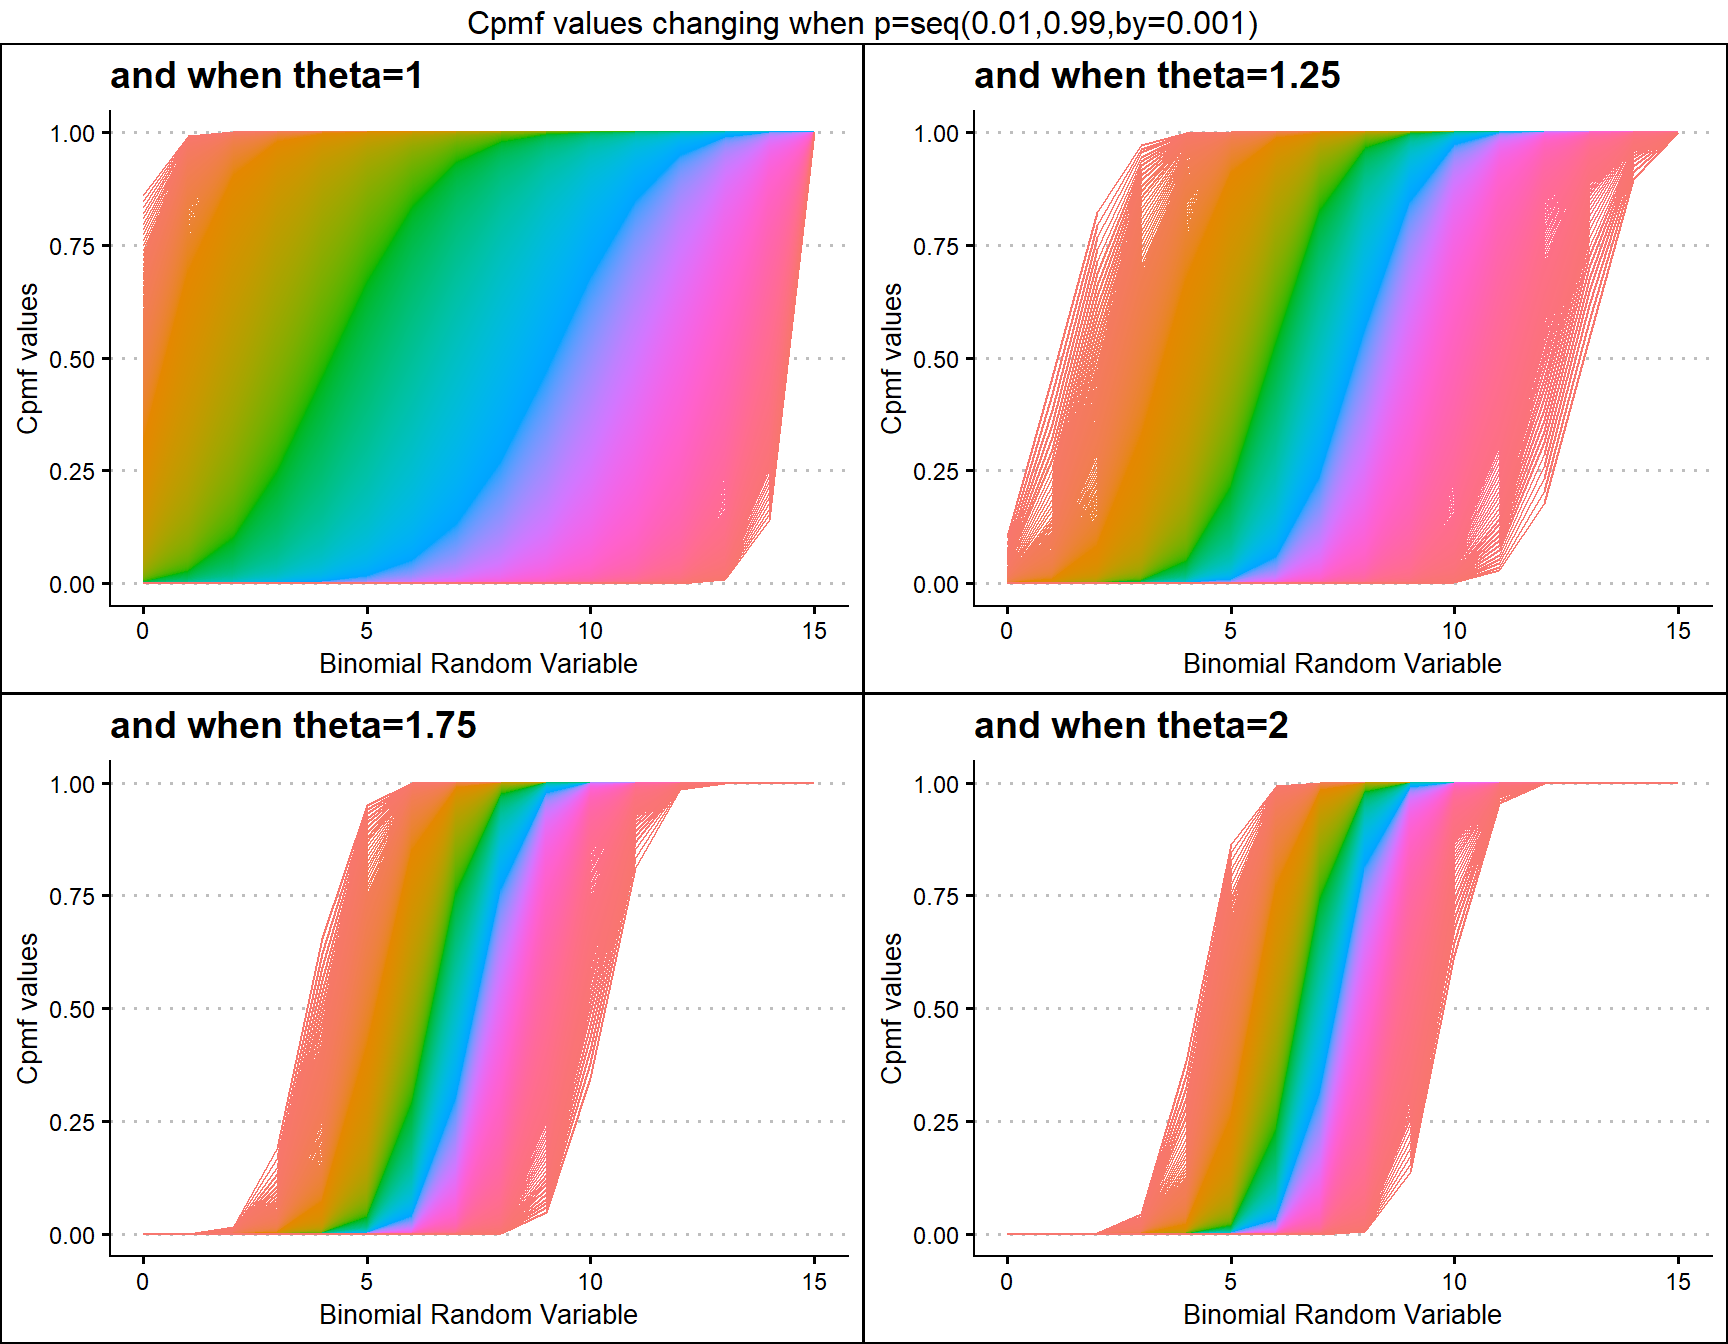 Cpmf values changing when p=seq(0.01,0.99,by=0.001)
and when theta=1
Cpmf values
1.00
0.75
0.50
0.25
0.00
0 5 10 15
Binomial Random Variable
and when theta=1.25
Cpmf values
1.00
0.75
0.50
0.25
0.00
0 5 10 15
Binomial Random Variable
and when theta=1.75
Cpmf values
1.00
0.75
0.50
0.25
0.00
0 5 10 15
Binomial Random Variable
and when theta=2
Cpmf values
1.00
0.75
0.50
0.25
0.00
0 5 10 15
Binomial Random Variable